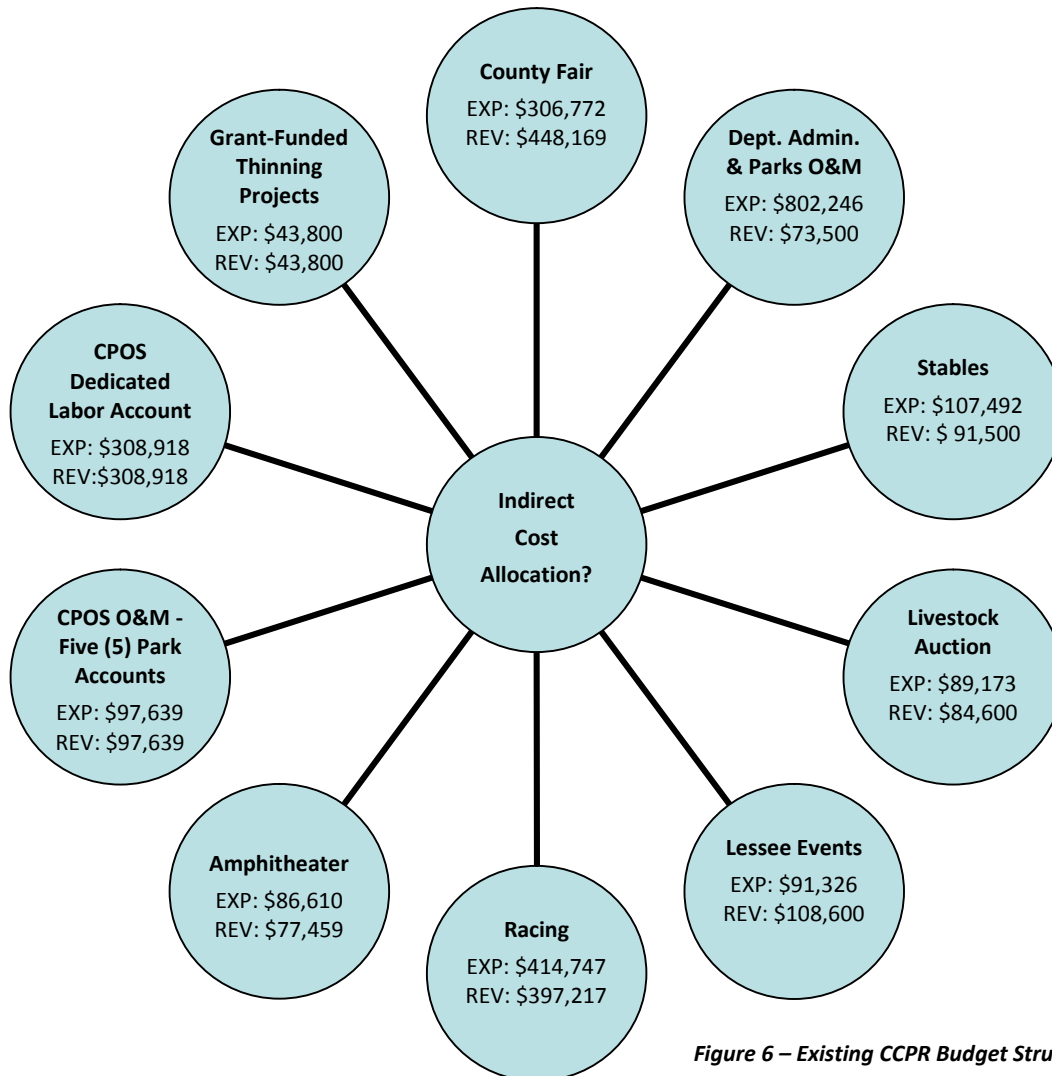 County Fair
EXP: $306,772
REV: $448,169
Dept. Admin.
& Parks O&M
EXP: $802,246
REV: $73,500
Stables
EXP: $107,492
REV: $ 91,500
Livestock
Auction
EXP: $89,173
REV: $84,600
Lessee Events
EXP: $91,326
REV: $108,600
Racing
EXP: $414,747
REV: $397,217
Amphitheater
EXP: $86,610
REV: $77,459
CPOS O&M -
Five (5) Park
Accounts
EXP: $97,639
REV: $97,639
CPOS
Dedicated
Labor Account
EXP: $308,918
REV:$308,918
Grant-Funded
Thinning
Projects
EXP: $43,800
REV: $43,800
Indirect
Cost
Allocation?
Figure 6 – Existing CCPR Budget Stru